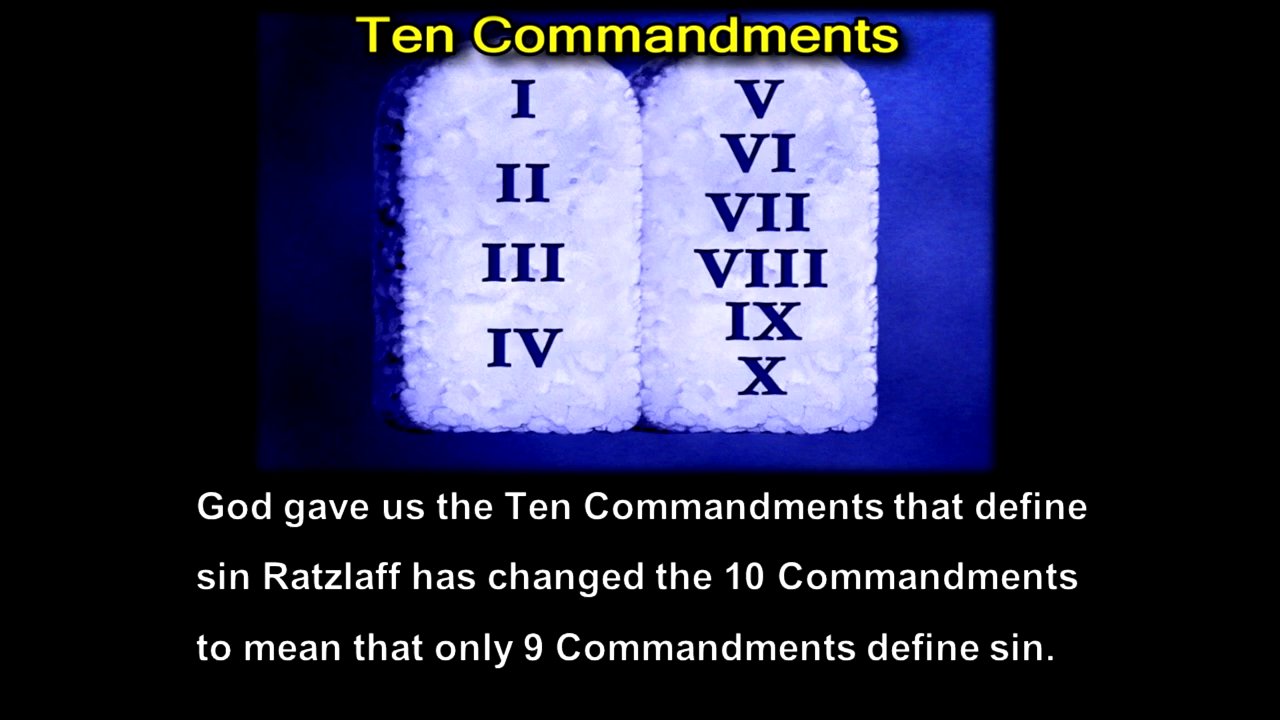 Ten Commandments
I
II
III
IV
V
VI
VII
VIII
IX
X
God gave us the Ten Commandments that define
sin Ratzlaff has changed the 10 Commandments
to mean that only 9 Commandments define sin.